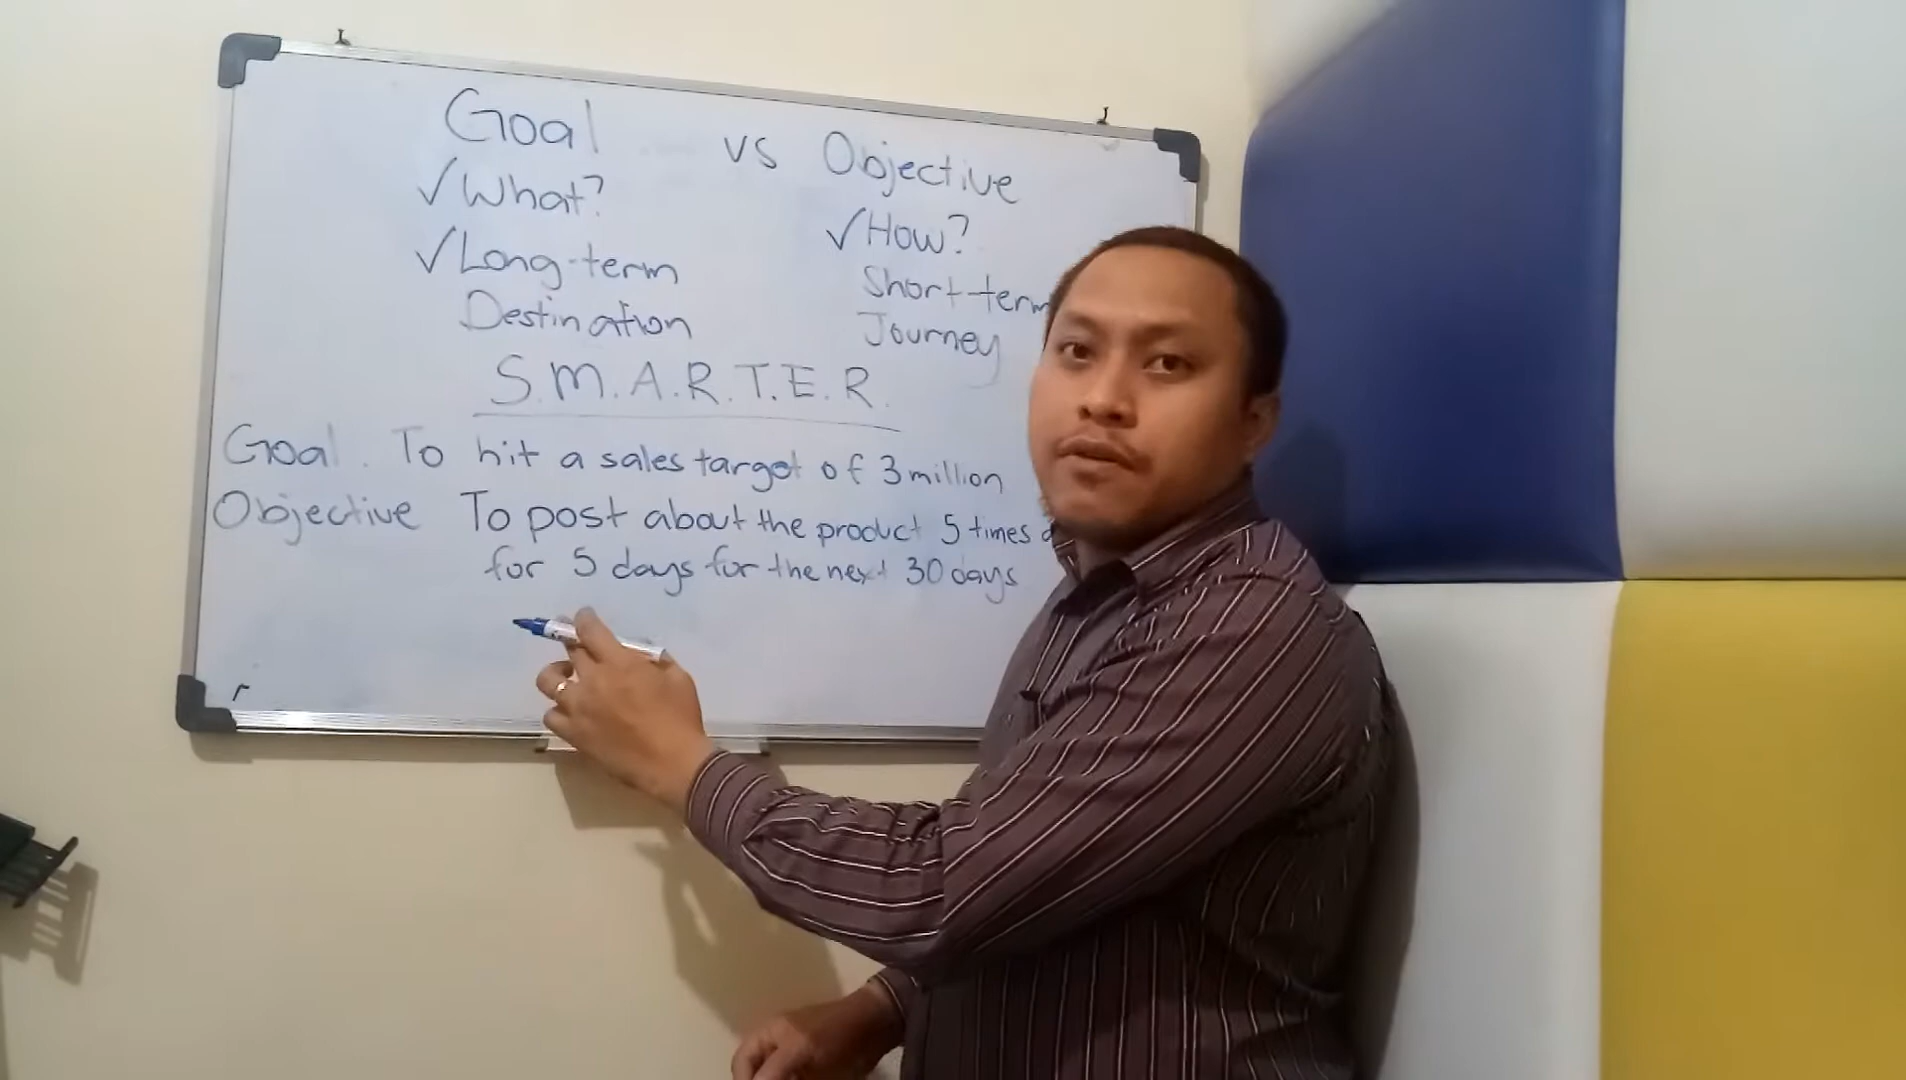 Goal vs Objective
✓What? ✓How?
✓Long-term Short-term
Destination Journey
S.M.A.R.T.E.R.
Goal. To hit a sales target of 3 million
Objective To post about the product 5 times
for 5 days for the next 30 days